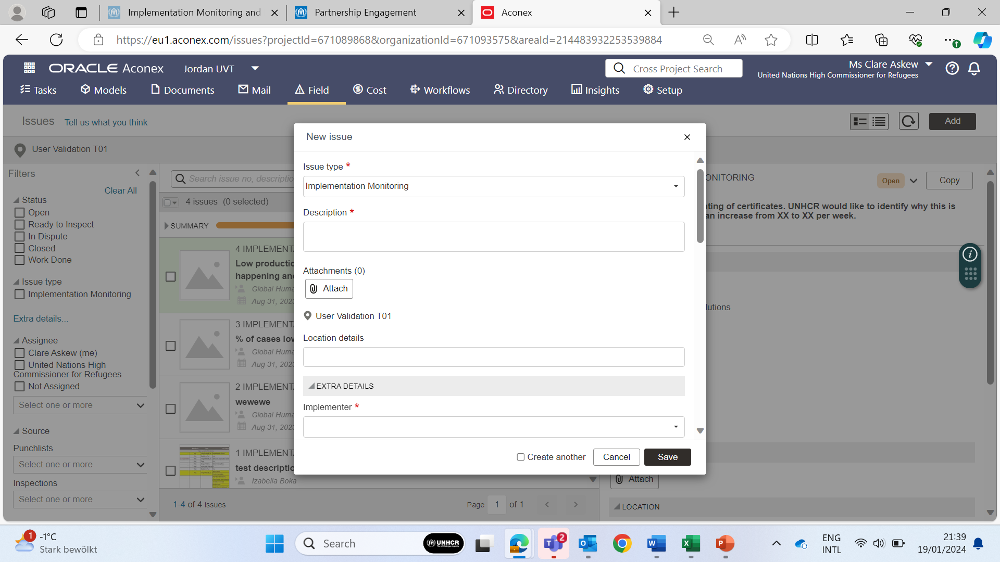 Implementation Monitoring and
Partnership Engagement
Aconex
https://eu1.aconex.com/issues?projectId=671089868&organizationId=671093575&areaId=214483932253539884
ORACLE Aconex
Jordan UVT
Cross Project Search
Ms Clare Askew
United Nations High Commissioner for Refugees
Tasks
Models
Documents
Mail
Field
Cost
Workflows
Directory
Insights
Setup
Issues
Tell us what you think
Add
User Validation T01
Filters
Clear All
Status
Open
Ready to Inspect
In Dispute
Closed
Work Done
Issue type
Implementation Monitoring
Extra details...
Assignee
Clare Askew (me)
United Nations High
Commissioner for Refugees
Not Assigned
Select one or more
Source
Punchlists
Select one or more
Inspections
Select one or more
Search issue no, descriptio
4 issues (0 selected)
SUMMARY
4 IMPLEMENT
Low productio
happening and
Global Huma
Aug 31, 202
3 IMPLEMENT
% of cases lov
Global Huma
Aug 31, 202
2 IMPLEMENT
wewewe
Global Huma
Aug 31, 202
1 IMPLEMENT
test descriptio
Izabella Boka
1-4 of 4 issues
Page 1 of 1
New issue
Issue type *
Implementation Monitoring
Description *
Attachments (0)
Attach
User Validation T01
Location details
EXTRA DETAILS
Implementer *
Create another
Cancel
Save
ONITORING
Open
Copy
ting of certificates. UNHCR would like to identify why this is
an increase from XX to XX per week.
lutions
Attach
LOCATION
1
-1°C
Stark bewölkt
Search
UNHCR
2
ENG
INTL
21:39
19/01/2024